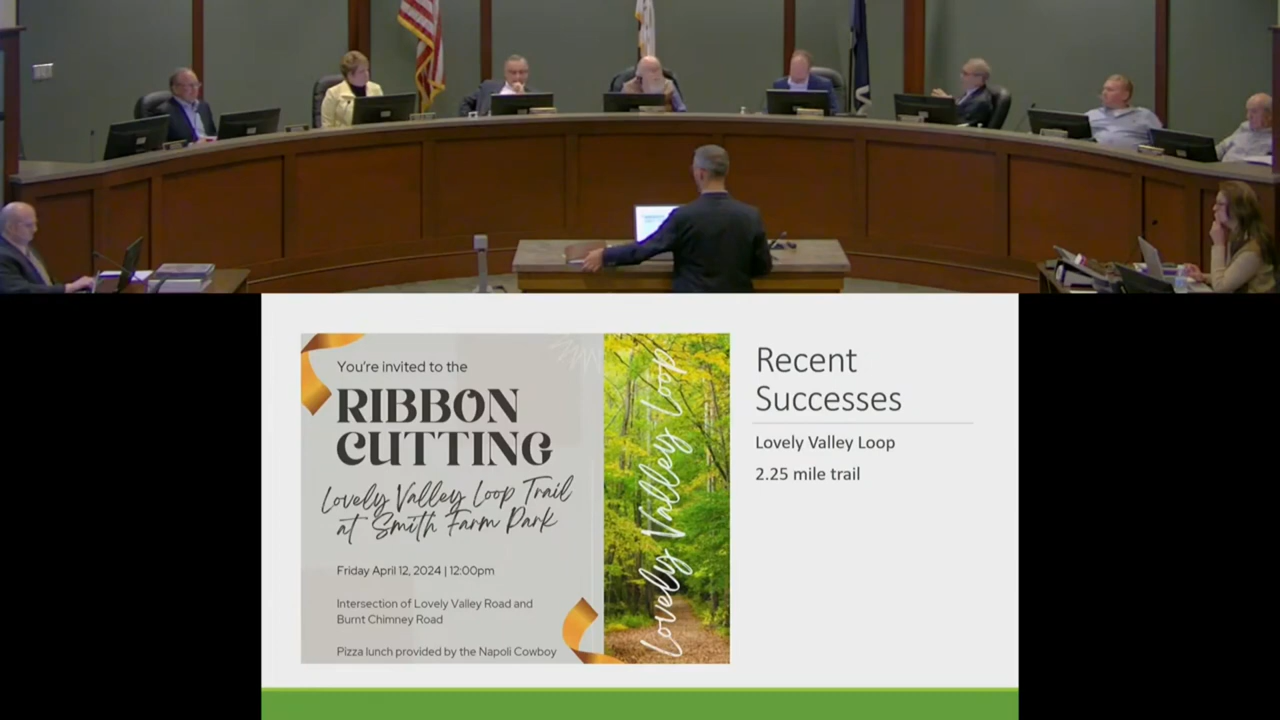 You're invited to the
RIBBON
CUTTING
Lovely Valley Loop Trail
at Smith Farm Park
Friday April 12, 2024 | 12:00pm
Intersection of Lovely Valley Road and
Burnt Chimney Road
Pizza lunch provided by the Napoli Cowboy
Lovely Valley Loop
Recent
Successes
Lovely Valley Loop
2.25 mile trail